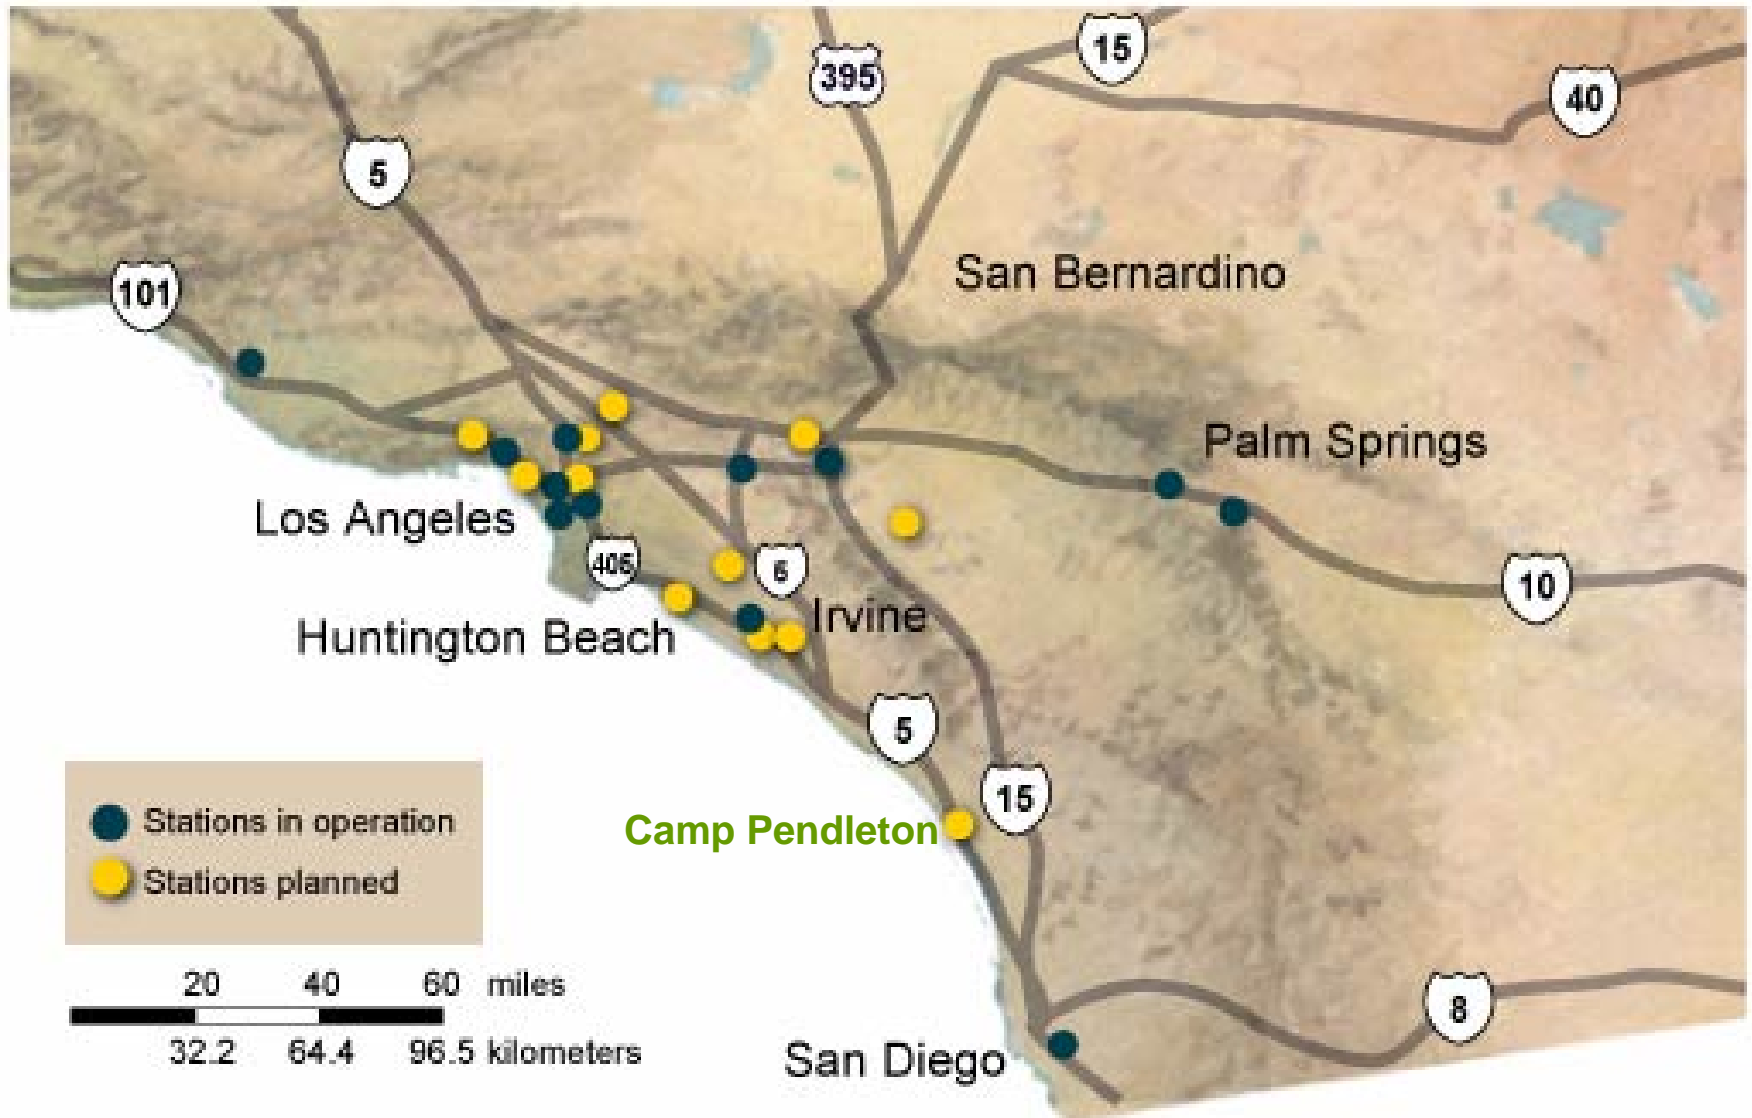 15
395
40
5
San Bernardino
101
Palm Springs
Los Angeles
405
5
10
Irvine
Huntington Beach
5
15
Camp Pendleton
Stations in operation
Stations planned
20 40 60 miles
32.2 64.4 96.5 kilometers
8
San Diego